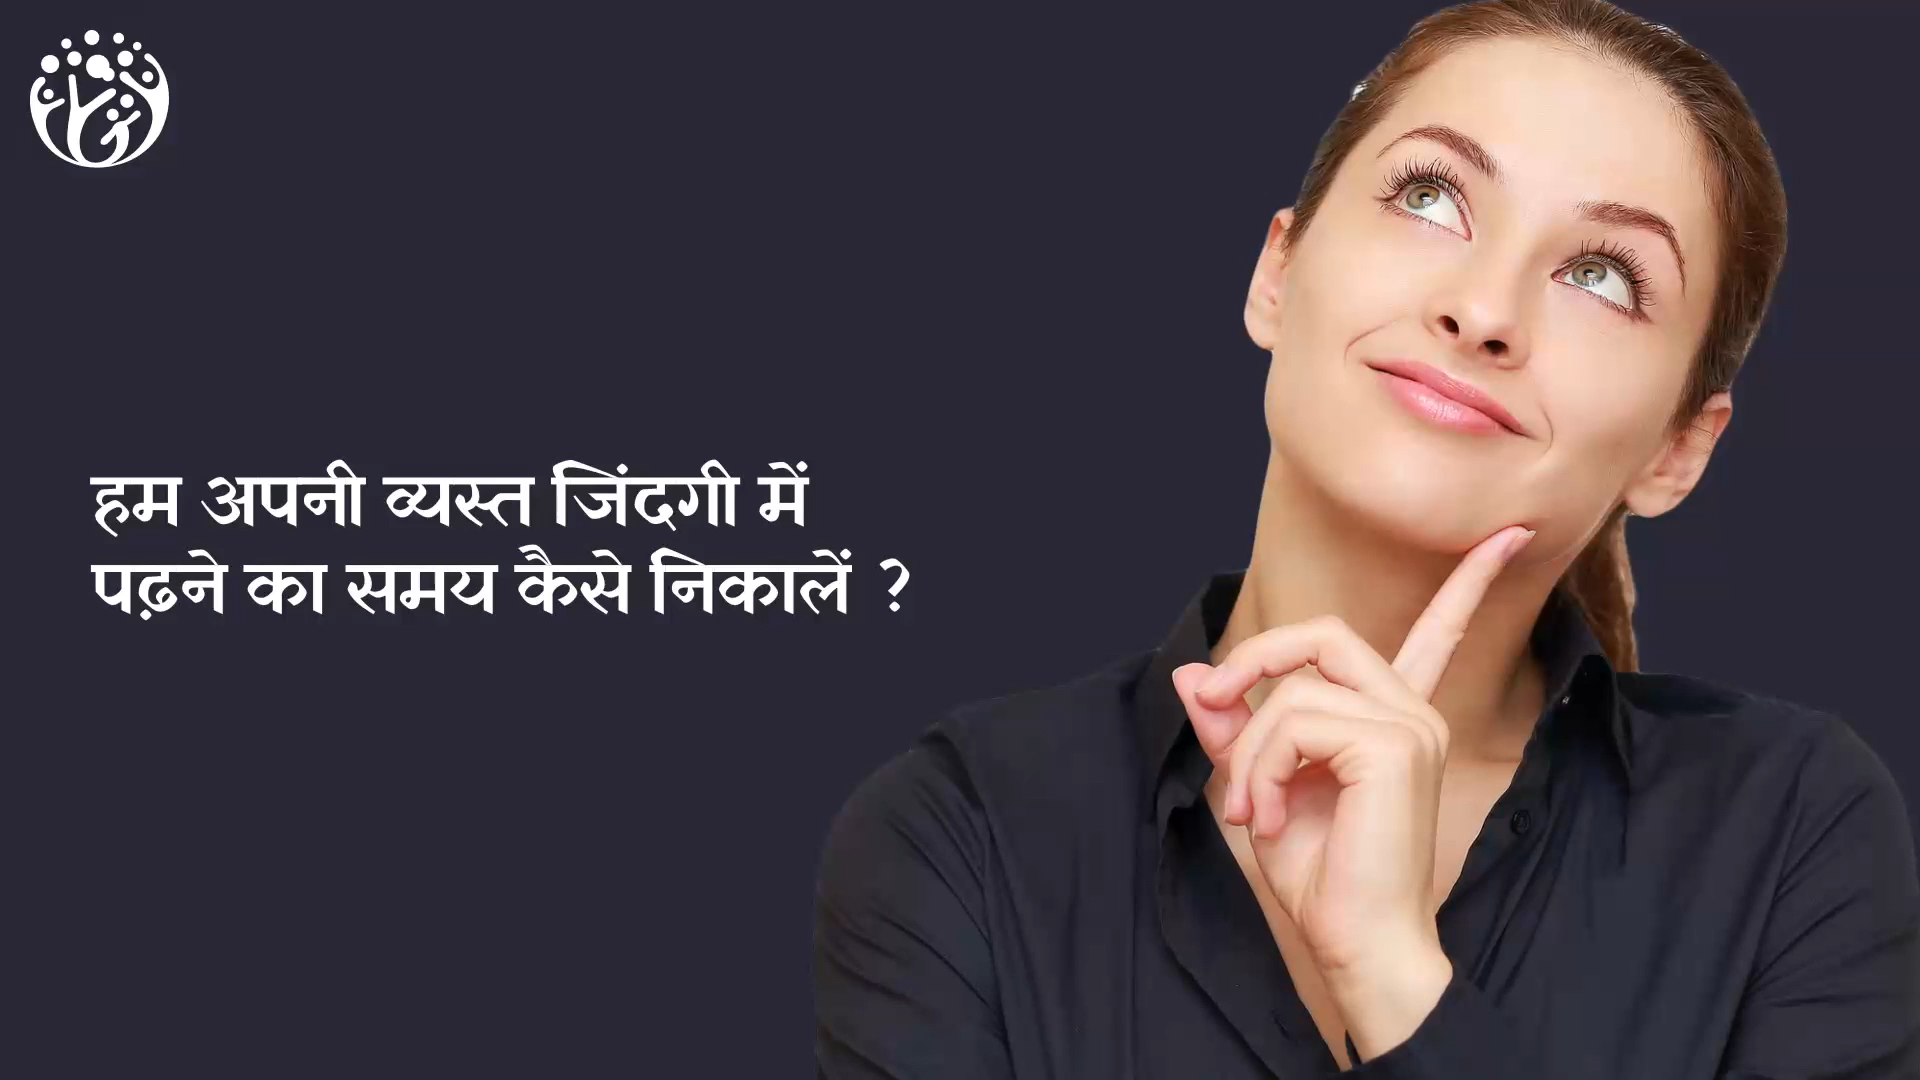 हम अपनी व्यस्त जिंदगी में
पढ़ने का समय कैसे निकालें ?